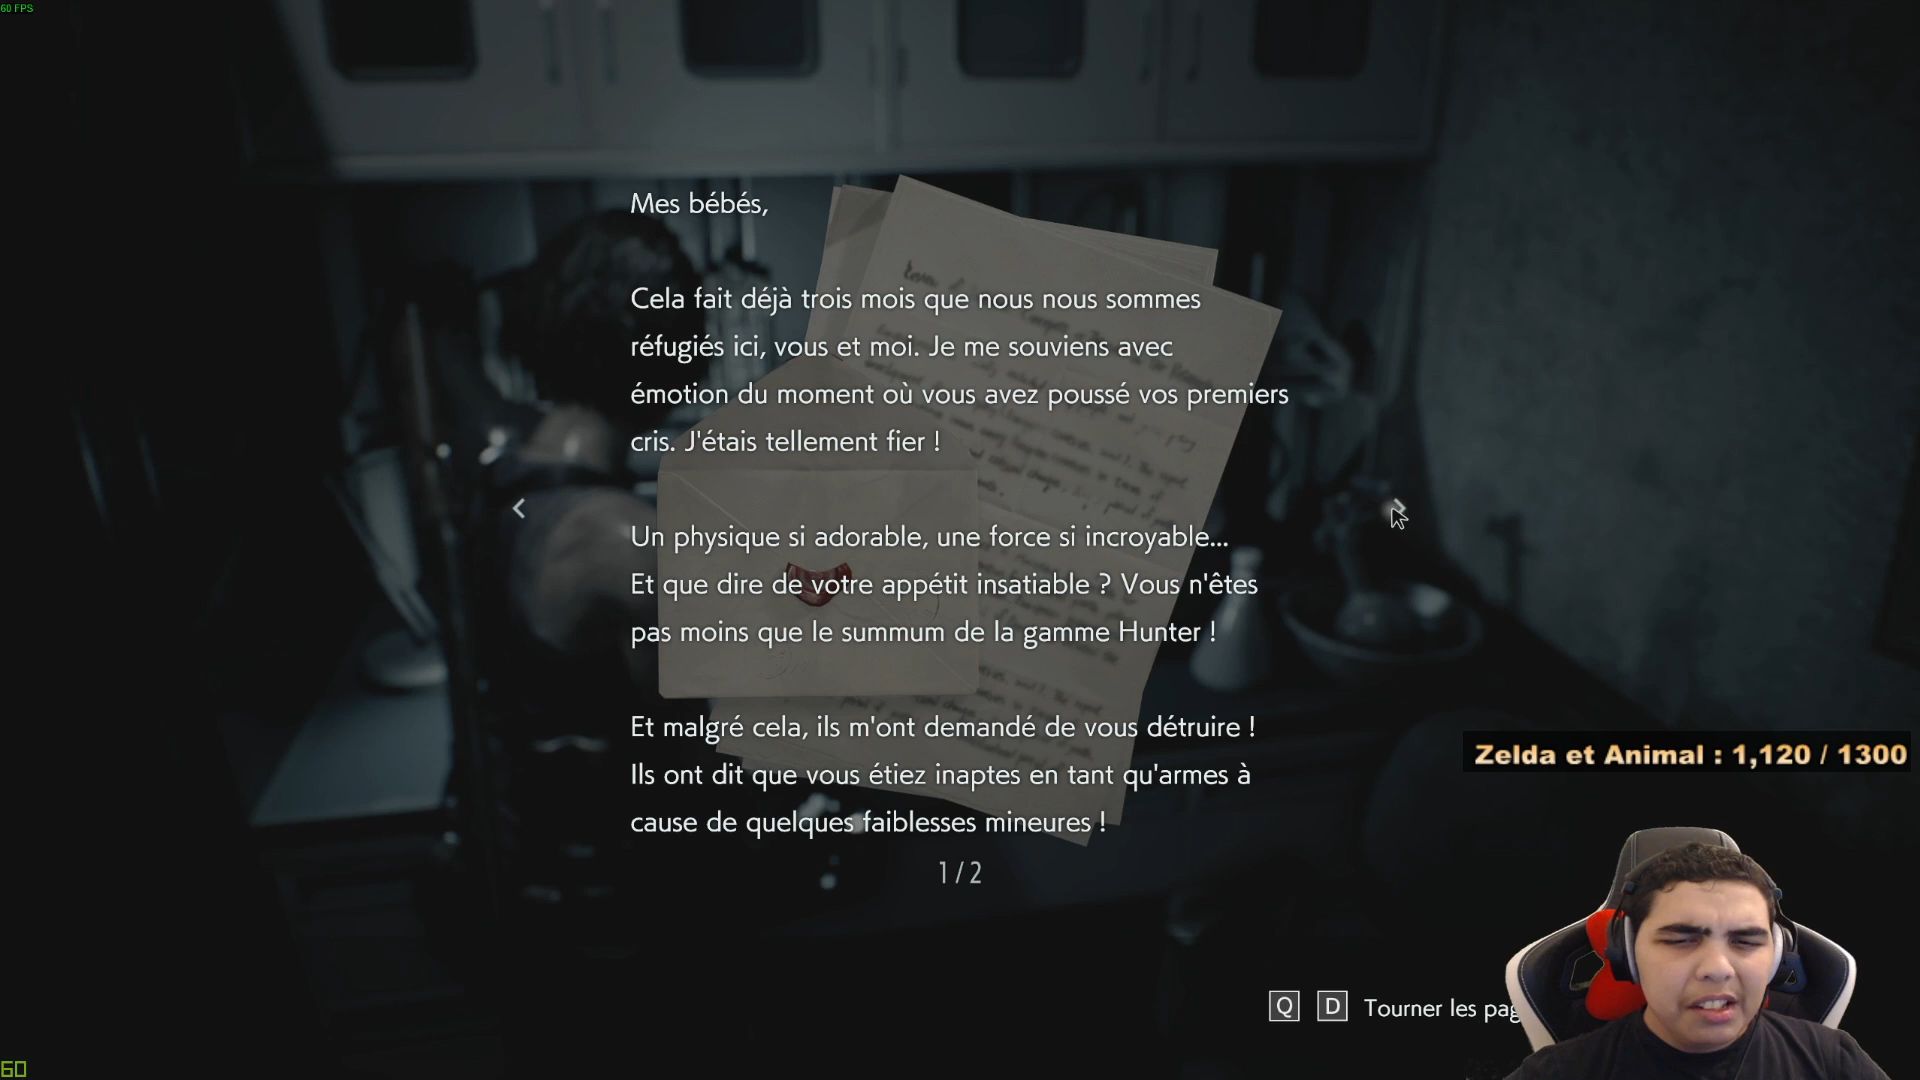 60 FPS
Mes bébés,
Cela fait déjà trois mois que nous nous sommes
réfugiés ici, vous et moi. Je me souviens avec
émotion du moment où vous avez poussé vos premiers
cris. J'étais tellement fier !
Un physique si adorable, une force si incroyable...
Et que dire de votre appétit insatiable ? Vous n'êtes
pas moins que le summum de la gamme Hunter !
Et malgré cela, ils m'ont demandé de vous détruire !
Ils ont dit que vous étiez inaptes en tant qu'armes à
cause de quelques faiblesses mineures !
1 / 2
Zelda et Animal : 1,120 / 1300
Q D Tourner les pag
60